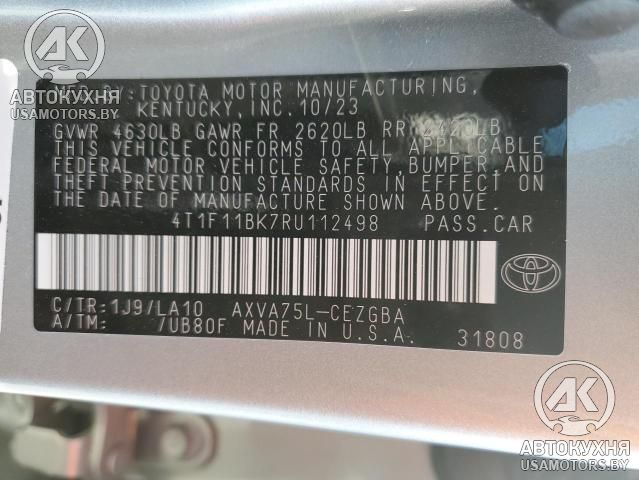 MFD. BY: TOYOTA MOTOR MANUFACTURING,
KENTUCKY, INC. 10/23
GVWR 4630LB GAWR FR 2620LB RR
THIS VEHICLE CONFORMS TO ALL APPLICABLE
FEDERAL MOTOR VEHICLE SAFETY, BUMPER, AND
THEFT PREVENTION STANDARDS IN EFFECT ON
THE DATE OF MANUFACTURE SHOWN ABOVE.
4T1F11BK7RU112498 PASS.CAR
C/TR:1J9/LA10 AXVA75L-CEZGBA
A/TM: /UB80F MADE IN U.S.A. 31808
AK
АВТОКУХНЯ
USAMOTORS.BY
AK
АВТОКУХНЯ
USAMOTORS.BY